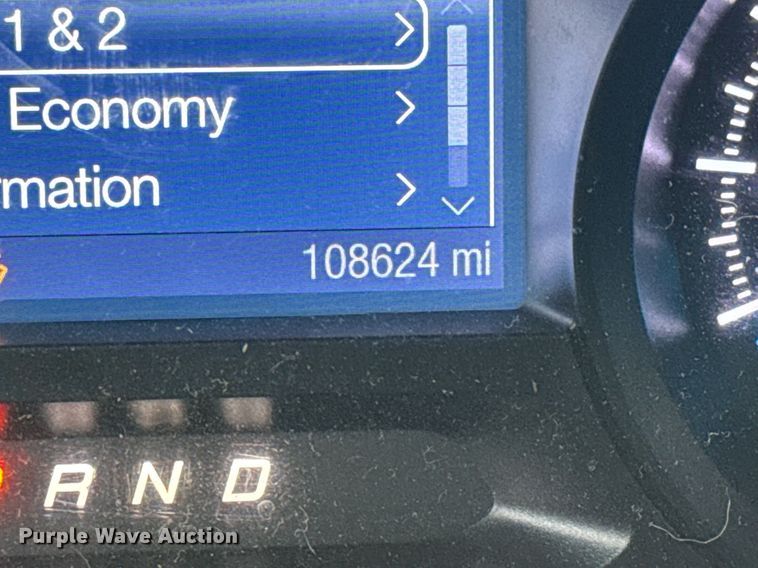 1 & 2
Economy
rmation
108624 mi
R N D
Purple Wave Auction